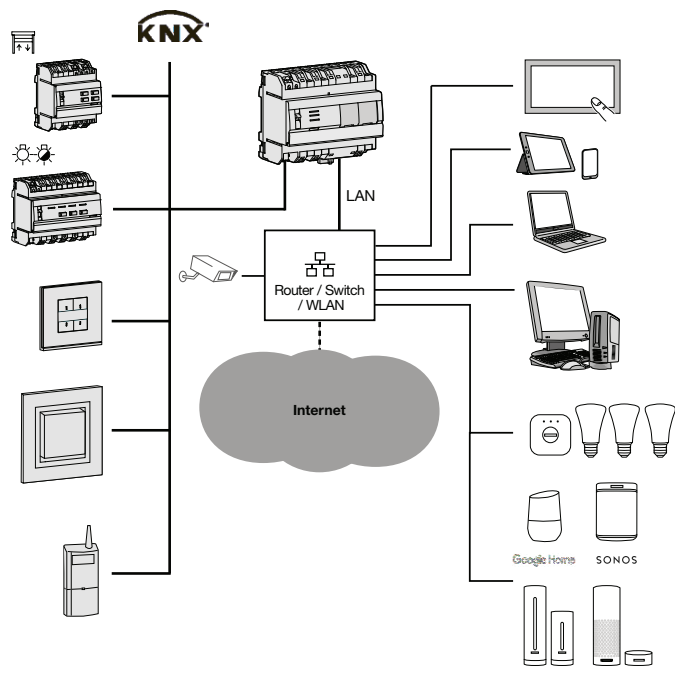 KNX
LAN
Router / Switch
/ WLAN
Internet
Google Home
SONOS